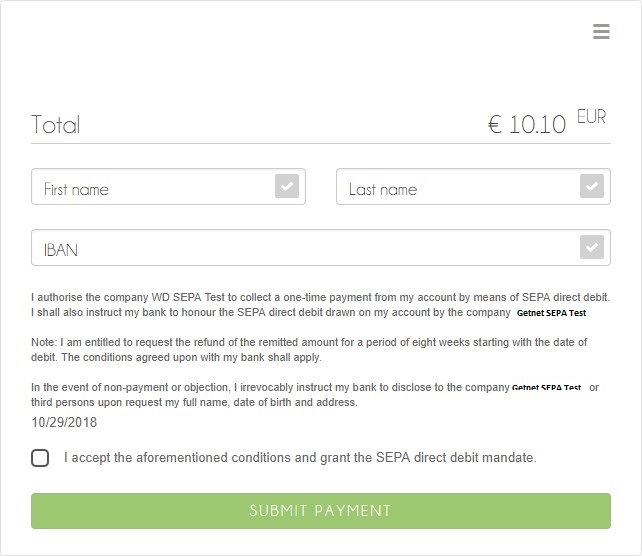 Total
€ 10.10 EUR
First name
Last name
IBAN
I authorise the company WD SEPA Test to collect a one-time payment from my account by means of SEPA direct debit.
I shall also instruct my bank to honour the SEPA direct debit drawn on my account by the company Getnet SEPA Test
Note: I am entitled to request the refund of the remitted amount for a period of eight weeks starting with the date of
debit. The conditions agreed upon with my bank shall apply.
In the event of non-payment or objection, I irrevocably instruct my bank to disclose to the company Getnet SEPA Test or
third persons upon request my full name, date of birth and address.
10/29/2018
I accept the aforementioned conditions and grant the SEPA direct debit mandate.
SUBMIT PAYMENT